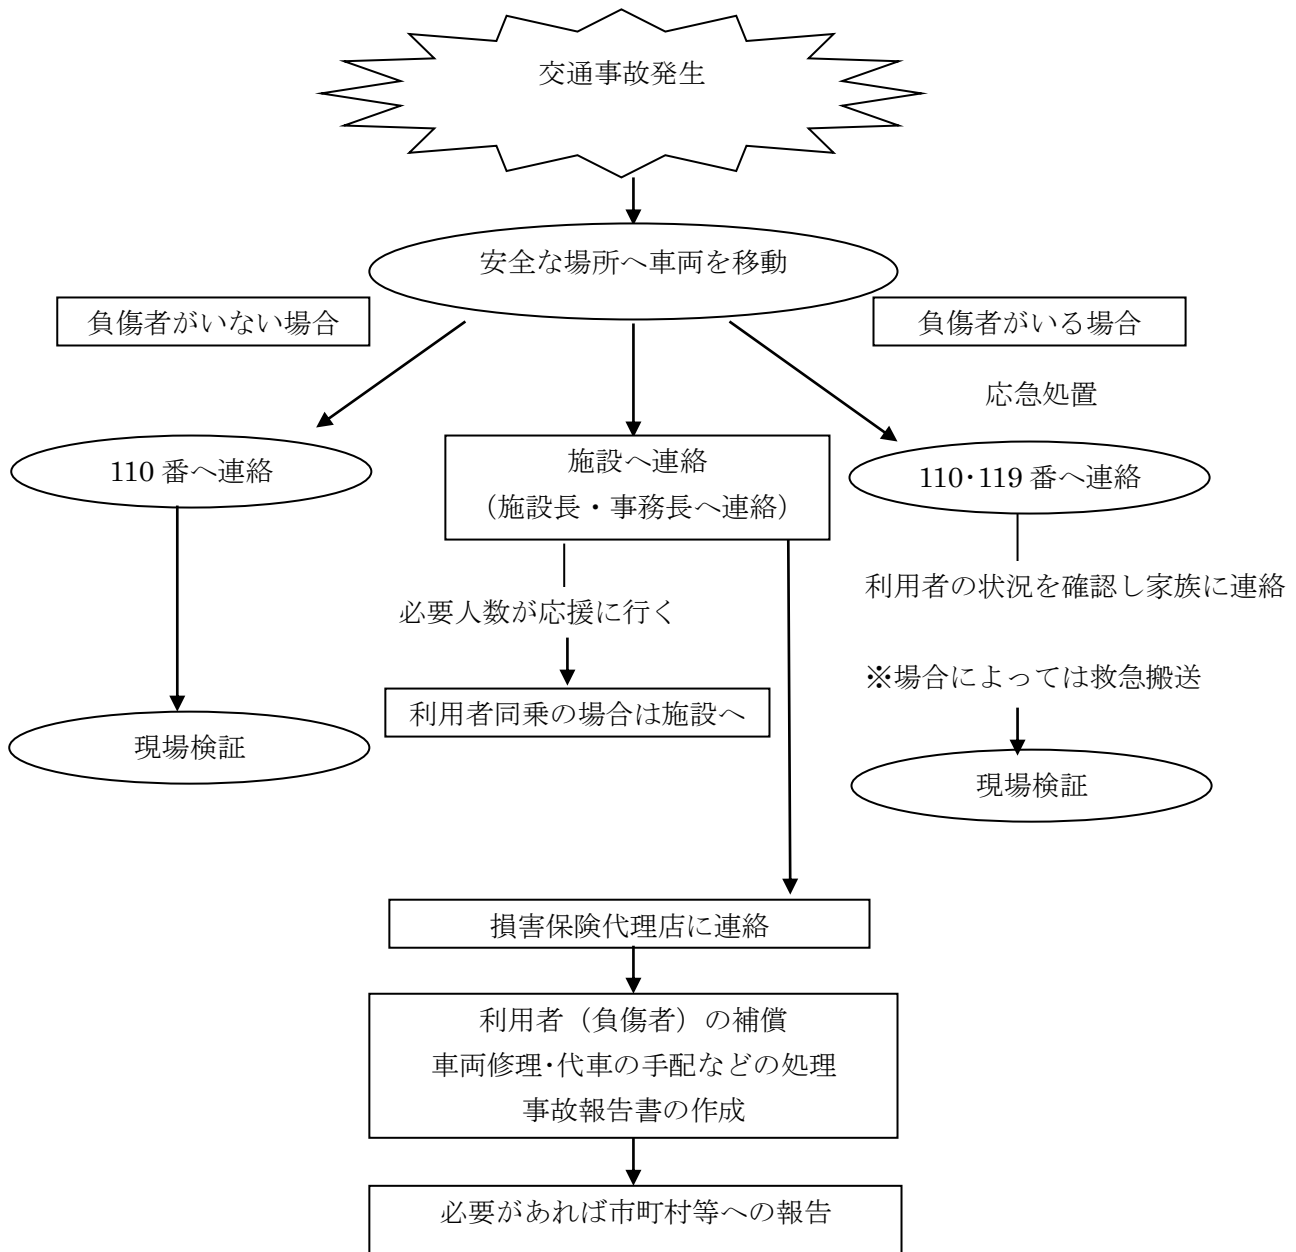 交通事故発生
安全な場所へ車両を移動
負傷者がいない場合
負傷者がいる場合
応急処置
110 番へ連絡
施設へ連絡
（施設長・事務長へ連絡）
110･119 番へ連絡
利用者の状況を確認し家族に連絡
必要人数が応援に行く
※場合によっては救急搬送
利用者同乗の場合は施設へ
現場検証
現場検証
損害保険代理店に連絡
利用者（負傷者）の補償
車両修理･代車の手配などの処理
事故報告書の作成
必要があれば市町村等への報告